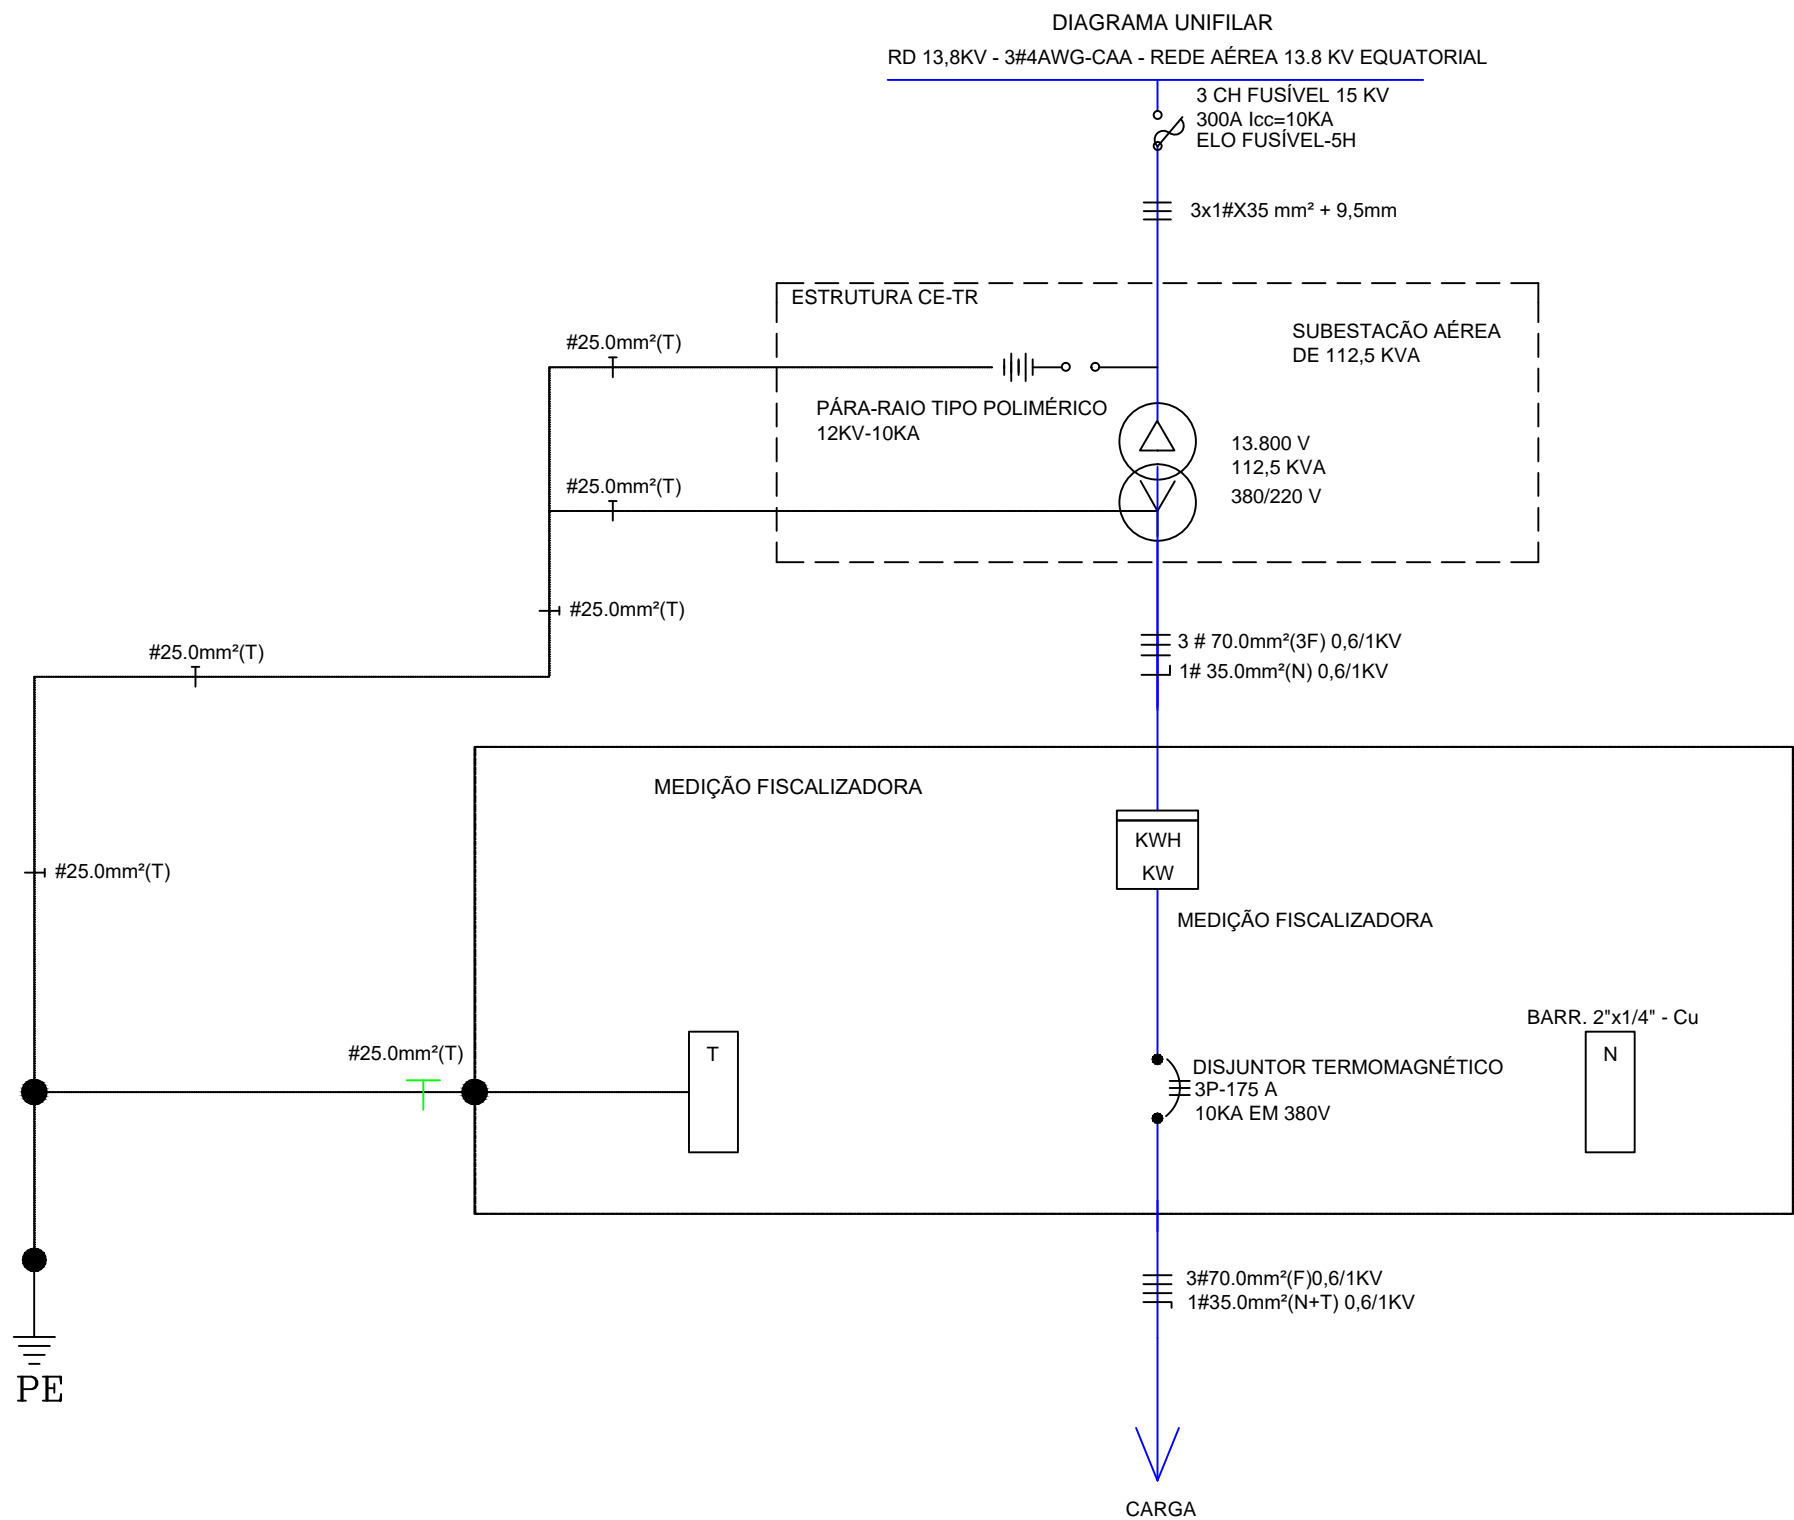 DIAGRAMA UNIFILAR
RD 13,8KV - 3#4AWG-CAA - REDE AÉREA 13.8 KV EQUATORIAL
3 CH FUSÍVEL 15 KV
300A Icc=10KA
ELO FUSÍVEL-5H
3x1#X35 mm² + 9,5mm
ESTRUTURA CE-TR
SUBESTACÃO AÉREA
DE 112,5 KVA
#25.0mm²(T)
PÁRA-RAIO TIPO POLIMÉRICO
12KV-10KA
13.800 V
112,5 KVA
380/220 V
#25.0mm²(T)
#25.0mm²(T)
#25.0mm²(T)
3 # 70.0mm²(3F) 0,6/1KV
1# 35.0mm²(N) 0,6/1KV
MEDIÇÃO FISCALIZADORA
KWH
KW
#25.0mm²(T)
MEDIÇÃO FISCALIZADORA
BARR. 2"x1/4" - Cu
#25.0mm²(T)
T
N
DISJUNTOR TERMOMAGNÉTICO
3P-175 A
10KA EM 380V
3#70.0mm²(F)0,6/1KV
1#35.0mm²(N+T) 0,6/1KV
PE
CARGA